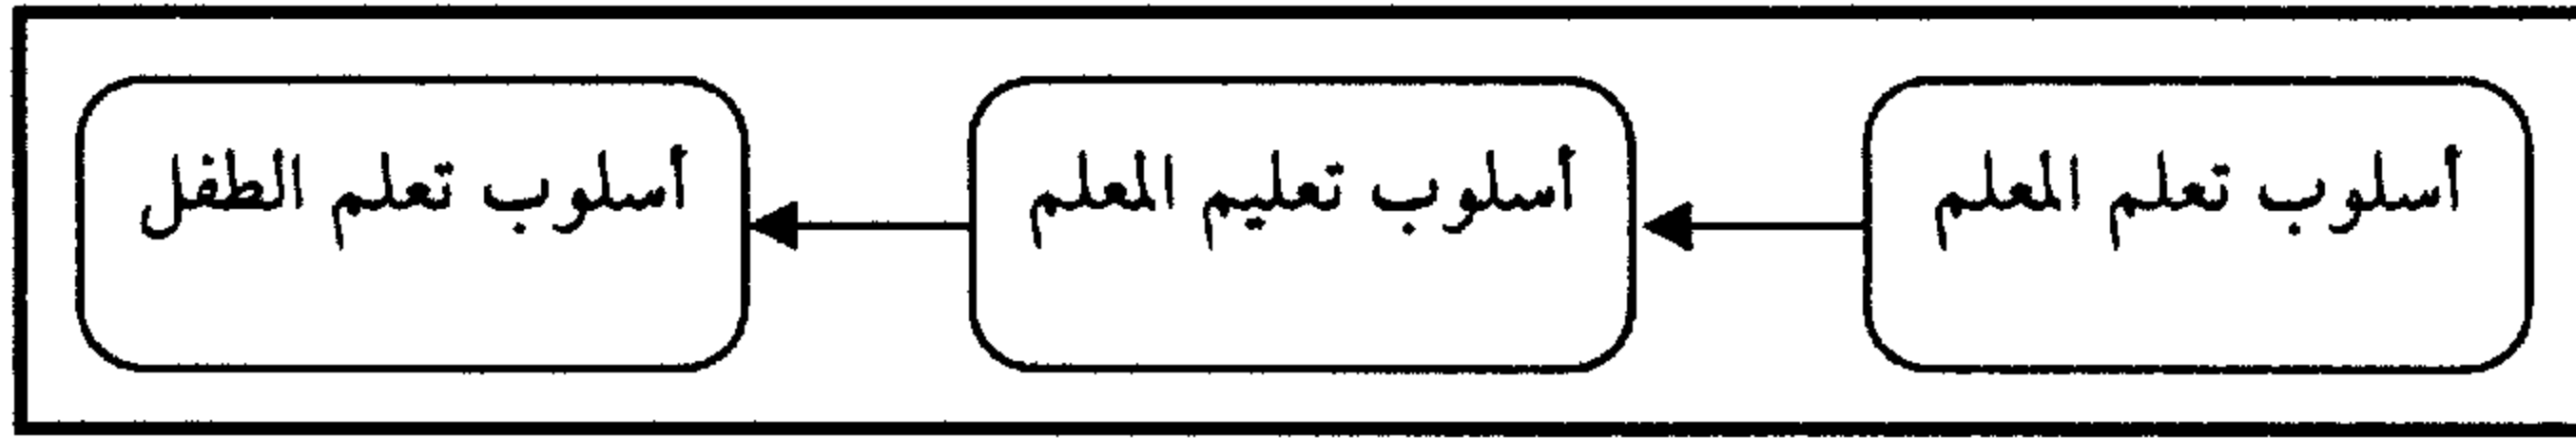 أسلوب تعلم المعلم
أسلوب تعليم المعلم
أسلوب تعلم الطفل